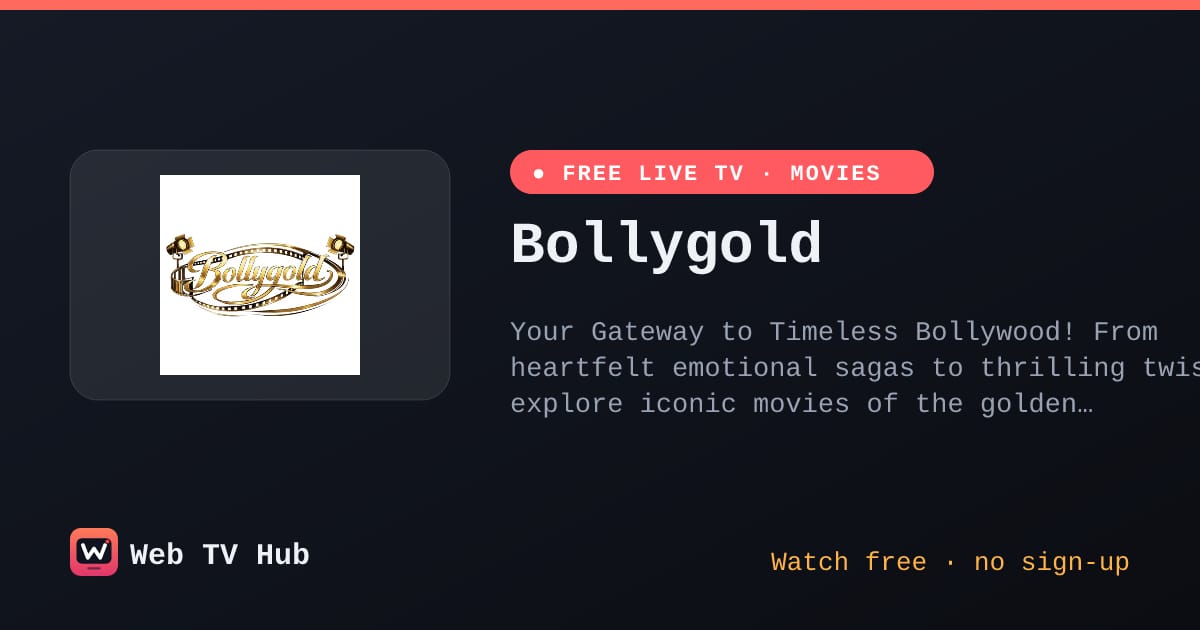 ● FREE LIVE TV · MOVIES
Bollygold
Bollygold
Your Gateway to Timeless Bollywood! From
heartfelt emotional sagas to thrilling twis
explore iconic movies of the golden…
W
Web TV Hub
Watch free · no sign-up